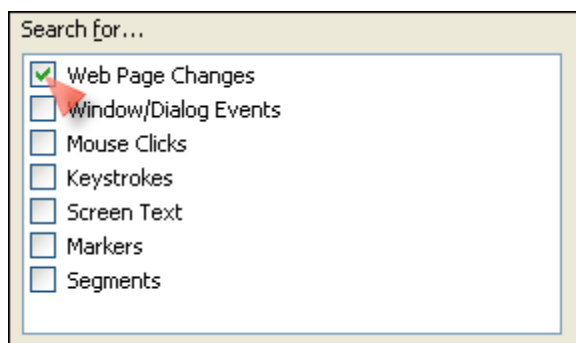 Search for...
Web Page Changes
Window/Dialog Events
Mouse Clicks
Keystrokes
Screen Text
Markers
Segments